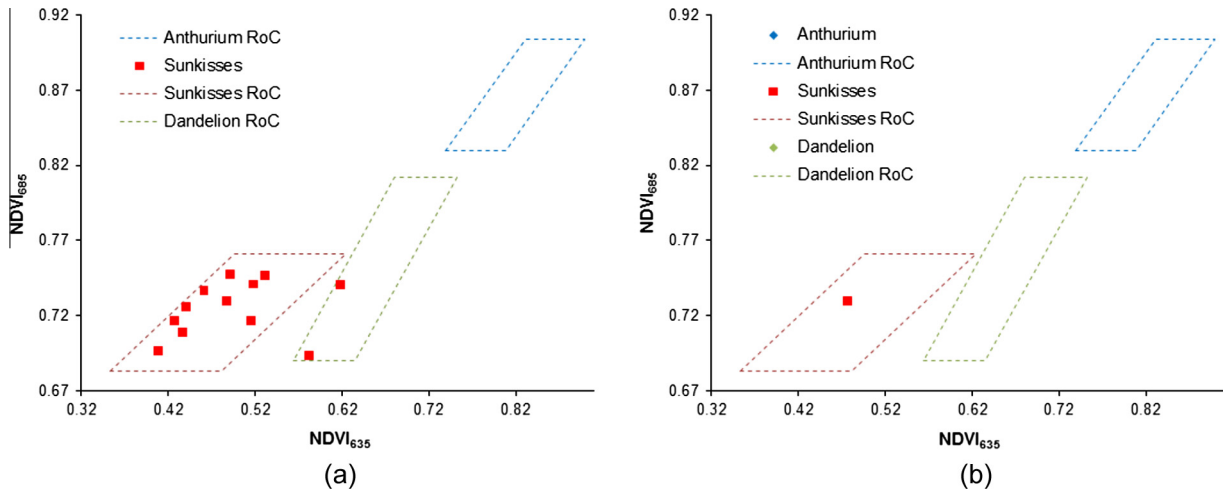 0.92
0.87
0.82
0.77
0.72
0.67
NDVI685
Anthurium RoC
Sunkisses
Sunkisses RoC
Dandelion RoC
0.32 0.42 0.52 0.62 0.72 0.82
NDVI635
(a)
0.92
0.87
0.82
0.77
0.72
0.67
NDVI685
Anthurium
Anthurium RoC
Sunkisses
Sunkisses RoC
Dandelion
Dandelion RoC
0.32 0.42 0.52 0.62 0.72 0.82
NDVI635
(b)